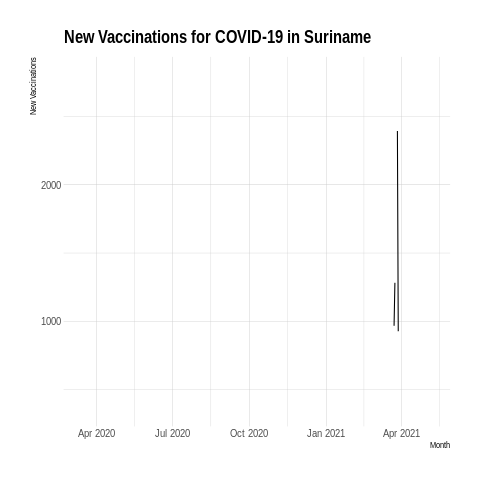 New Vaccinations for COVID-19 in Suriname
New Vaccinations
2000
1000
Apr 2020 Jul 2020 Oct 2020 Jan 2021 Apr 2021
Month